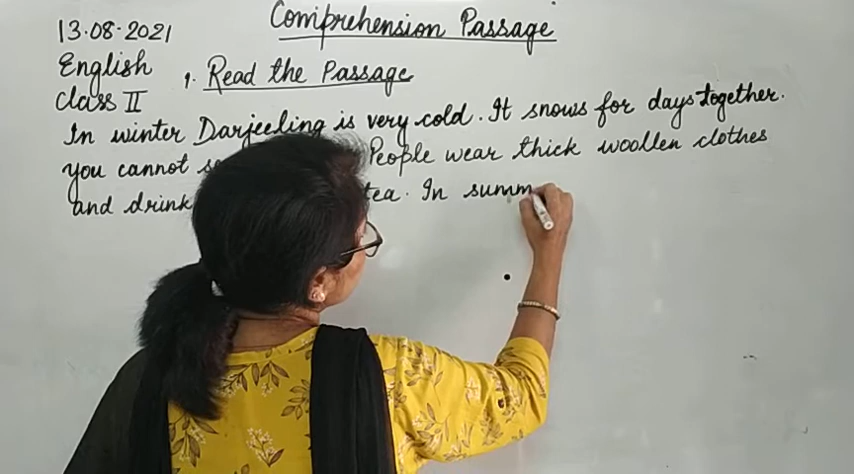 Comprehension Passage
13.08.2021
English
Class II
1. Read the Passage
In winter Darjeeling is very cold. It snows for days together.
you cannot People wear thick woollen clothes
and drink tea. In summ